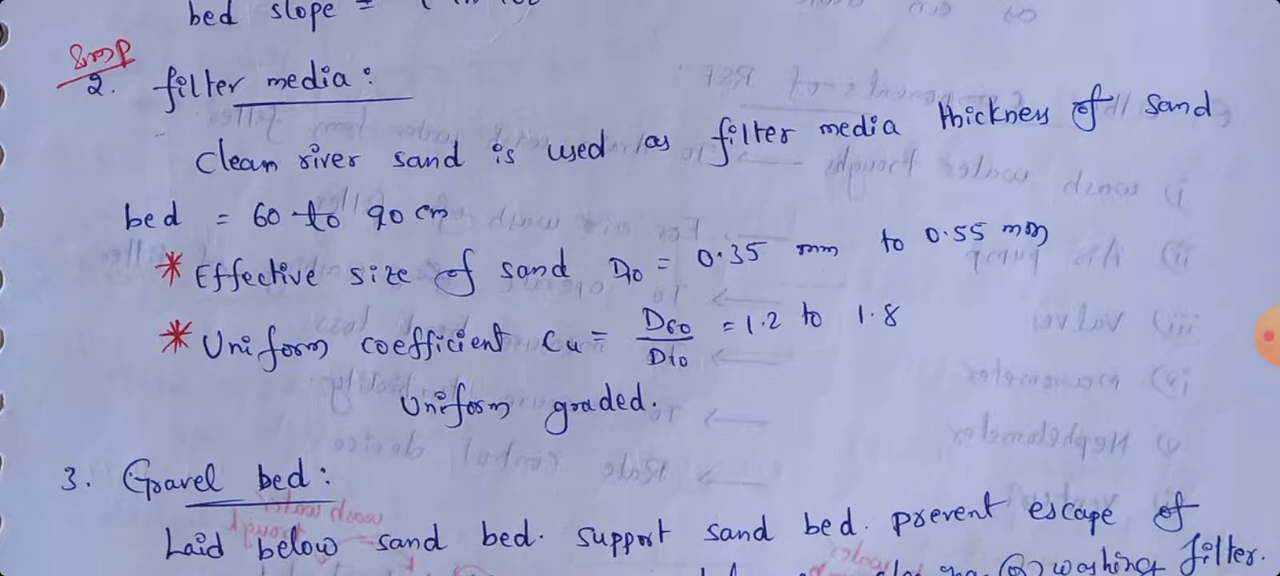 bed slope =
2. filter media :
Clean river sand is used as filter media thickness of sand
bed = 60 to 90 cm
* Effective size of sand D10 = 0.35 mm to 0.55 mm
* Uniform coefficient Cu = D60 / D10 = 1.2 to 1.8
Uniform graded.
3. Gravel bed :
Laid below sand bed. support sand bed. prevent escape of
washing filter.